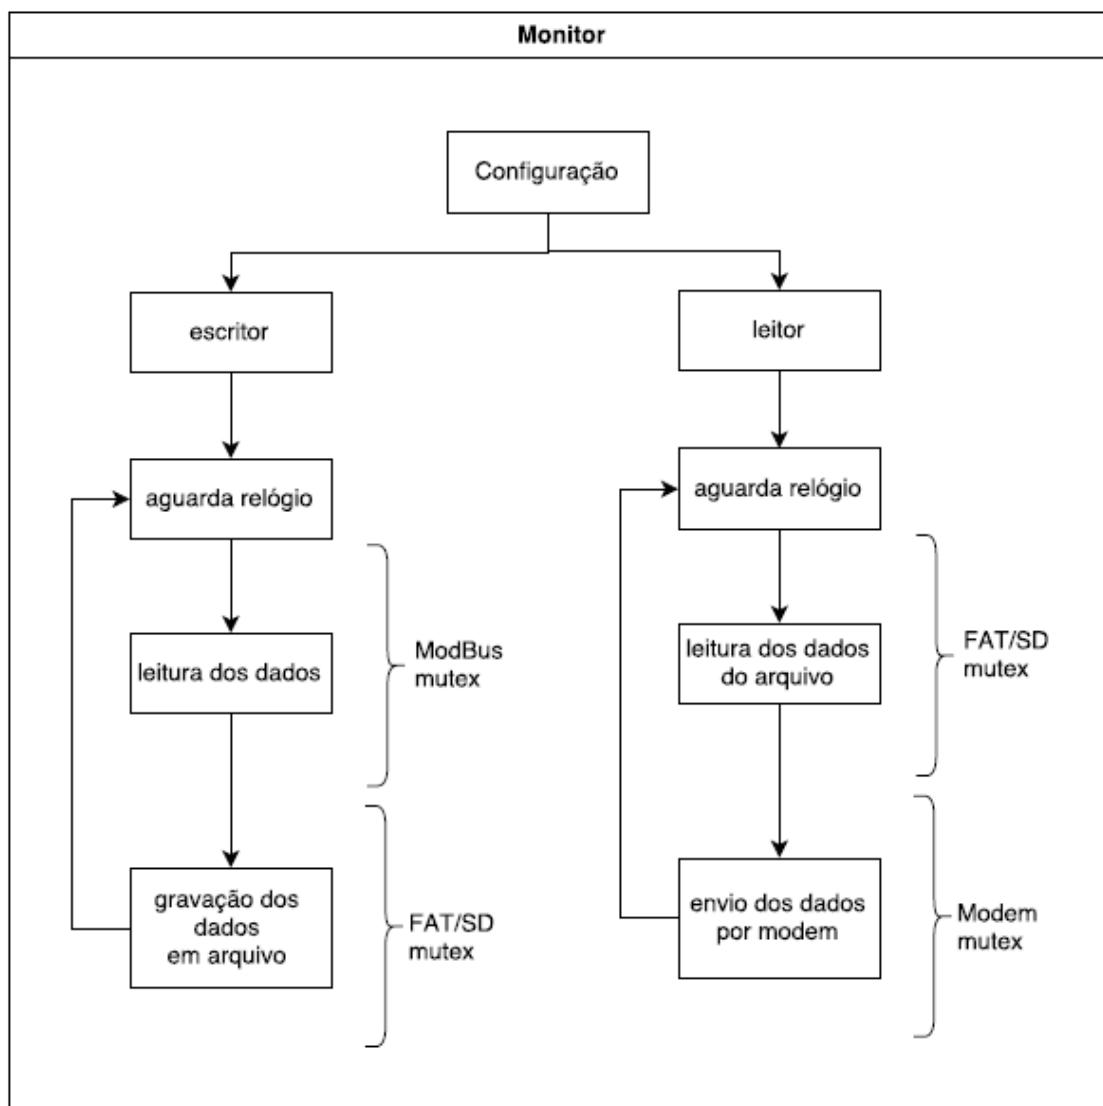 Monitor
Configuração
escritor
leitor
aguarda relógio
aguarda relógio
leitura dos dados
ModBus
mutex
leitura dos dados
do arquivo
FAT/SD
mutex
gravação dos
dados
em arquivo
FAT/SD
mutex
envio dos dados
por modem
Modem
mutex